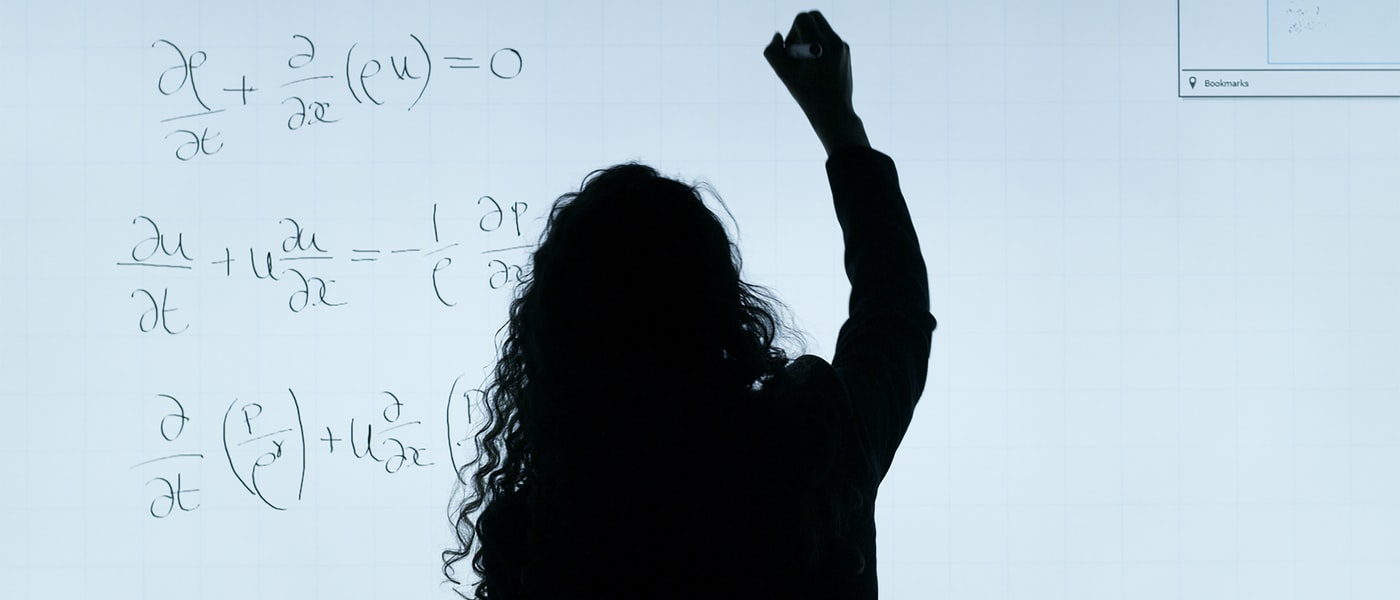 ∂ρ/∂t + ∂/∂x (ρu) = 0
∂u/∂t + u ∂u/∂x = - 1/ρ ∂p/∂x
∂/∂t (p/ρ^γ) + u ∂/∂x (p
Bookmarks